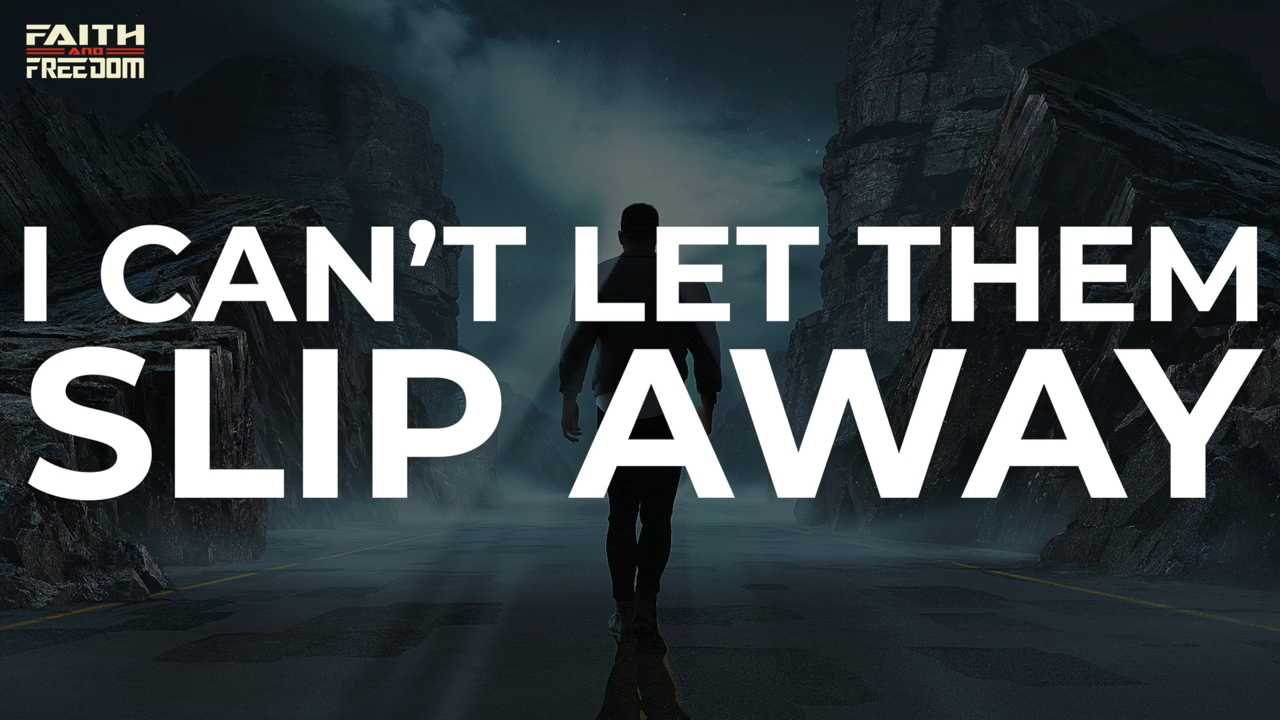 FAITH
AND
FREEDOM
I CAN’T LET THEM
SLIP AWAY